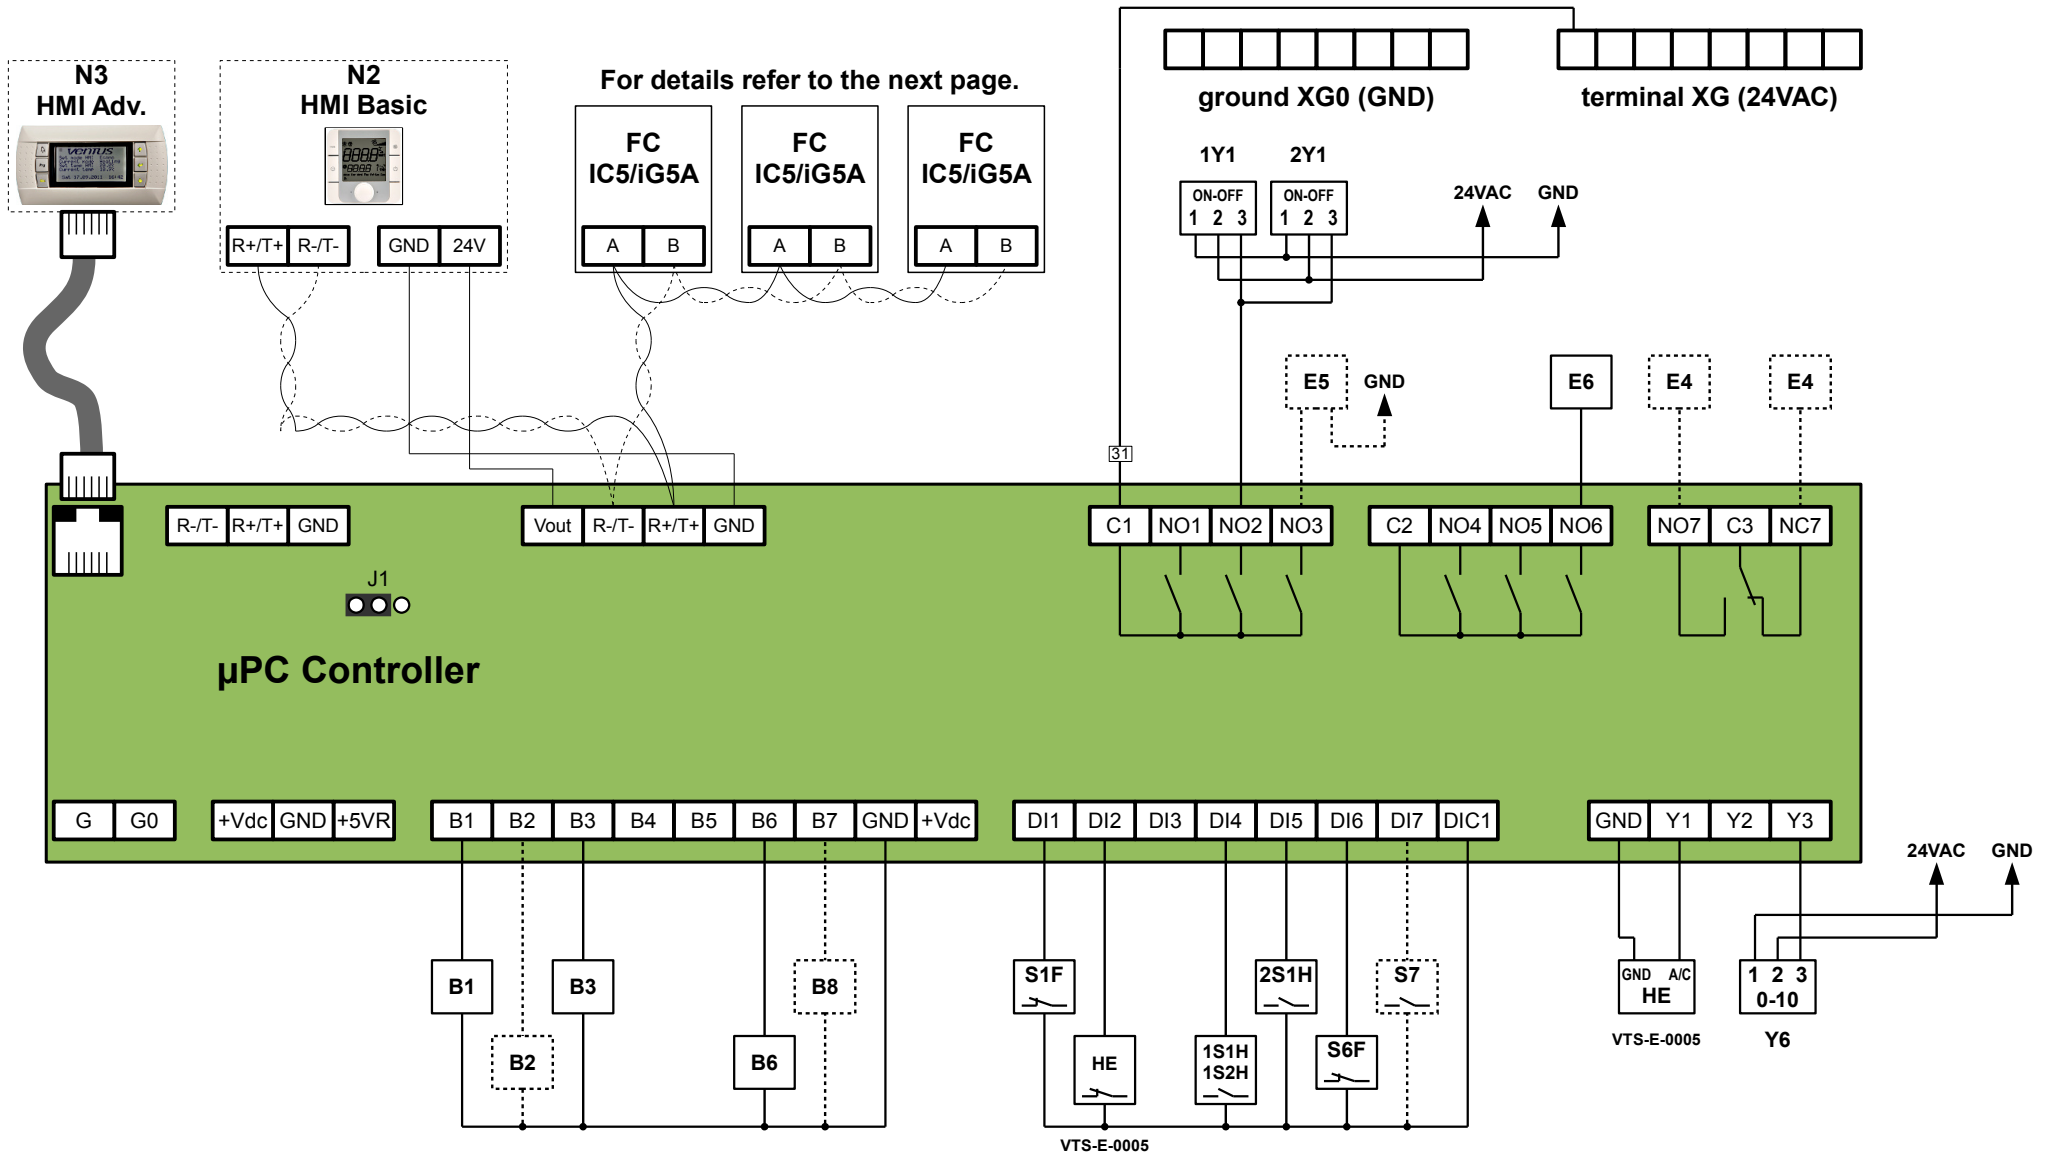 N3
HMI Adv.
VENTUS
N2
HMI Basic
R+/T+ R-/T- GND 24V
For details refer to the next page.
FC
IC5/iG5A
A B
FC
IC5/iG5A
A B
FC
IC5/iG5A
A B
ground XG0 (GND)
terminal XG (24VAC)
1Y1 2Y1
ON-OFF
1 2 3
ON-OFF
1 2 3
24VAC GND
E5 GND
E6
E4 E4
31
R-/T- R+/T+ GND
Vout R-/T- R+/T+ GND
C1 NO1 NO2 NO3
C2 NO4 NO5 NO6
NO7 C3 NC7
J1
µPC Controller
G G0
+Vdc GND +5VR
B1 B2 B3 B4 B5 B6 B7 GND +Vdc
DI1 DI2 DI3 DI4 DI5 DI6 DI7 DIC1
GND Y1 Y2 Y3
24VAC GND
B1
B3
B8
B2
B6
S1F
2S1H
S7
HE
1S1H
1S2H
S6F
VTS-E-0005
GND A/C
HE
VTS-E-0005
1 2 3
0-10
Y6